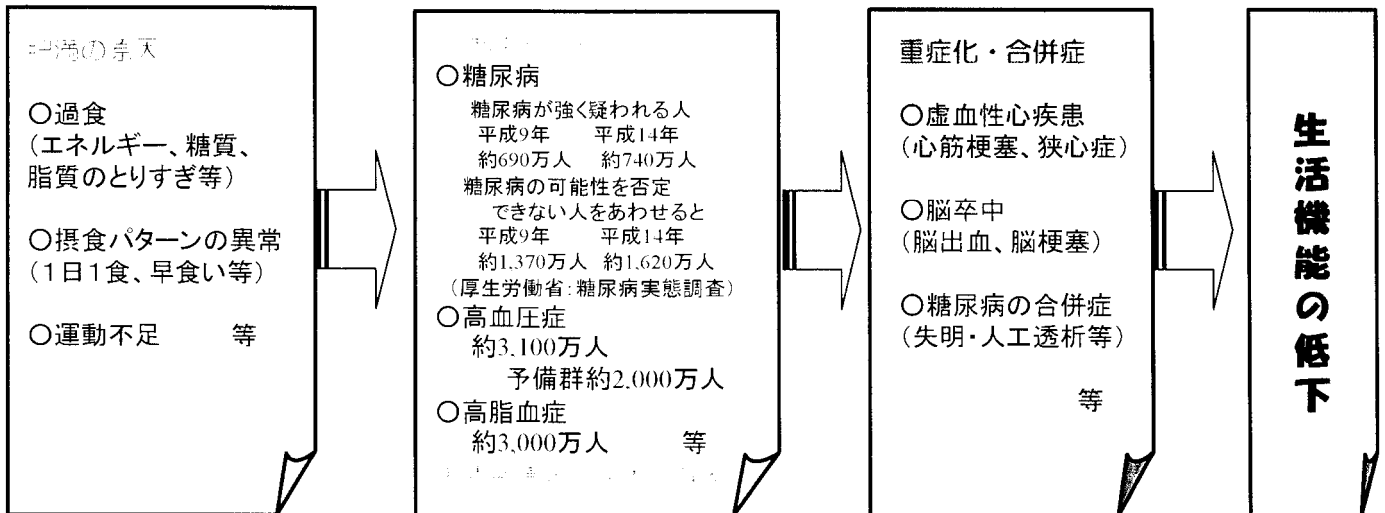 ○過食
(エネルギー、糖質、
脂質のとりすぎ等)
○摂食パターンの異常
(1日1食、早食い等)
○運動不足 等
○糖尿病
糖尿病が強く疑われる人
平成9年 平成14年
約690万人 約740万人
糖尿病の可能性を否定
できない人をあわせると
平成9年 平成14年
約1,370万人 約1,620万人
(厚生労働省:糖尿病実態調査)
○高血圧症
約3,100万人
予備群約2,000万人
○高脂血症
約3,000万人 等
重症化・合併症
○虚血性心疾患
(心筋梗塞、狭心症)
○脳卒中
(脳出血、脳梗塞)
○糖尿病の合併症
(失明・人工透析等)
等
生活機能の低下